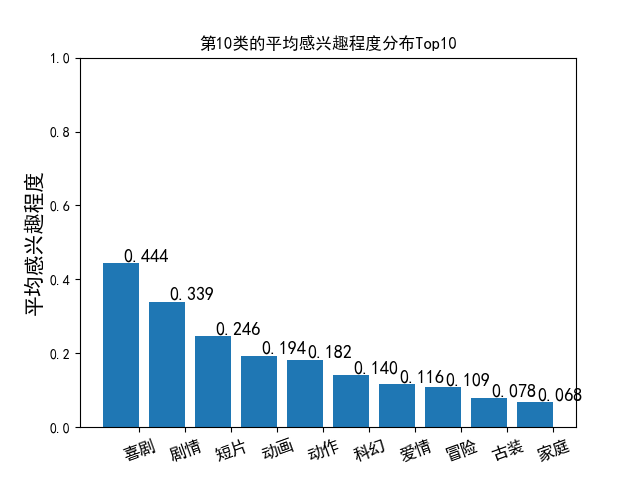 第10类的平均感兴趣程度分布Top10
平均感兴趣程度
1.0
0.8
0.6
0.4
0.2
0.0
0.444
0.339
0.246
0.194
0.182
0.140
0.116
0.109
0.078
0.068
喜剧
剧情
短片
动画
动作
科幻
爱情
冒险
古装
家庭